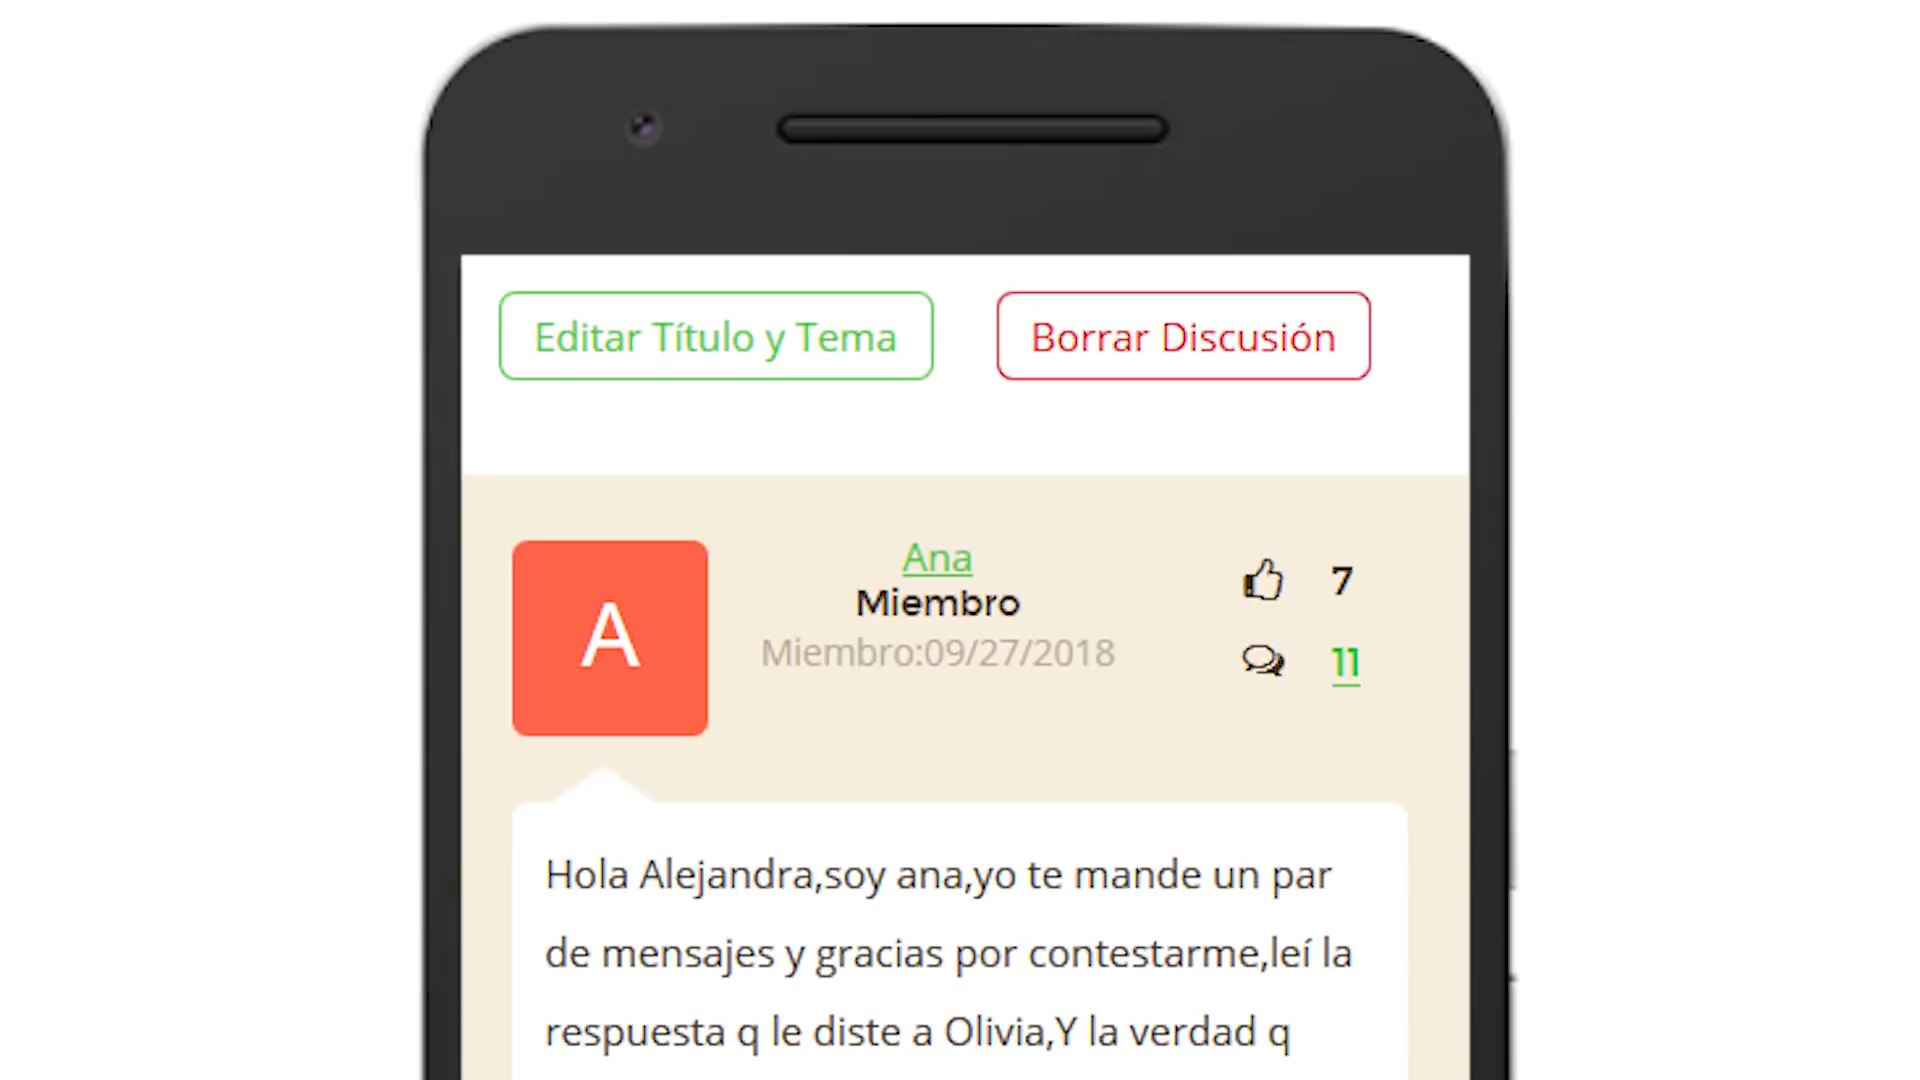 Editar Título y Tema
Borrar Discusión
A
Ana
Miembro
Miembro:09/27/2018
7
11
Hola Alejandra,soy ana,yo te mande un par
de mensajes y gracias por contestarme,leí la
respuesta q le diste a Olivia,Y la verdad q